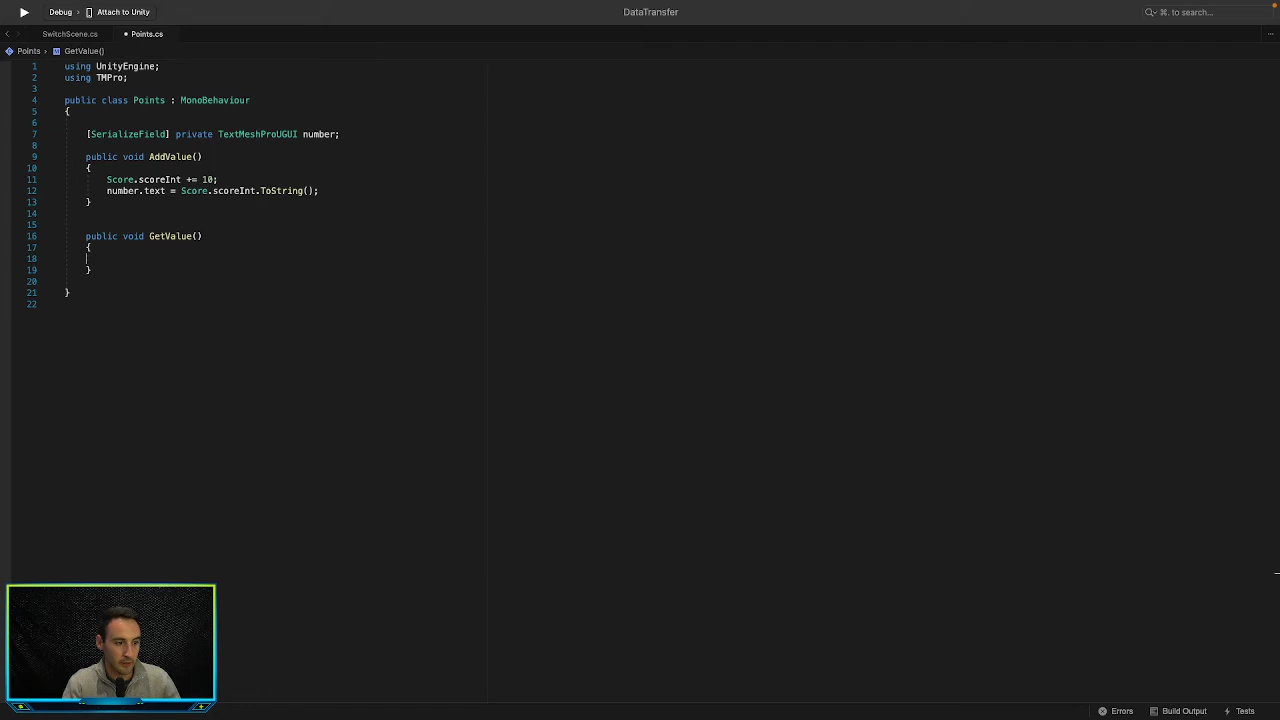 Debug › Attach to Unity
DataTransfer
⌘. to search...
SwitchScene.cs
Points.cs
Points › GetValue()
1 using UnityEngine;
2 using TMPro;
3
4 public class Points : MonoBehaviour
5 {
6
7 [SerializeField] private TextMeshProUGUI number;
8
9 public void AddValue()
10 {
11 Score.scoreInt += 10;
12 number.text = Score.scoreInt.ToString();
13 }
14
15
16 public void GetValue()
17 {
18
19 }
20
21 }
22
Errors
Build Output
Tests